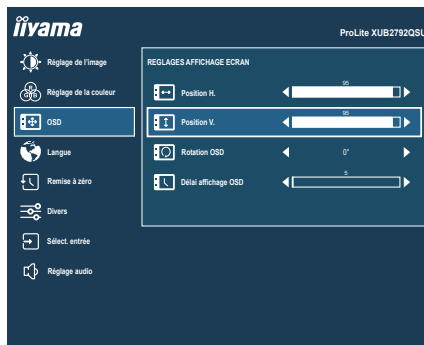 iiyama
ProLite XUB2792QSU
Réglage de l'image
Réglage de la couleur
R
G B
OSD
Langue
Remise à zéro
Divers
Sélect. entrée
Réglage audio
REGLAGES AFFICHAGE ECRAN
Position H.
95
Position V.
95
Rotation OSD
0°
Délai affichage OSD
5